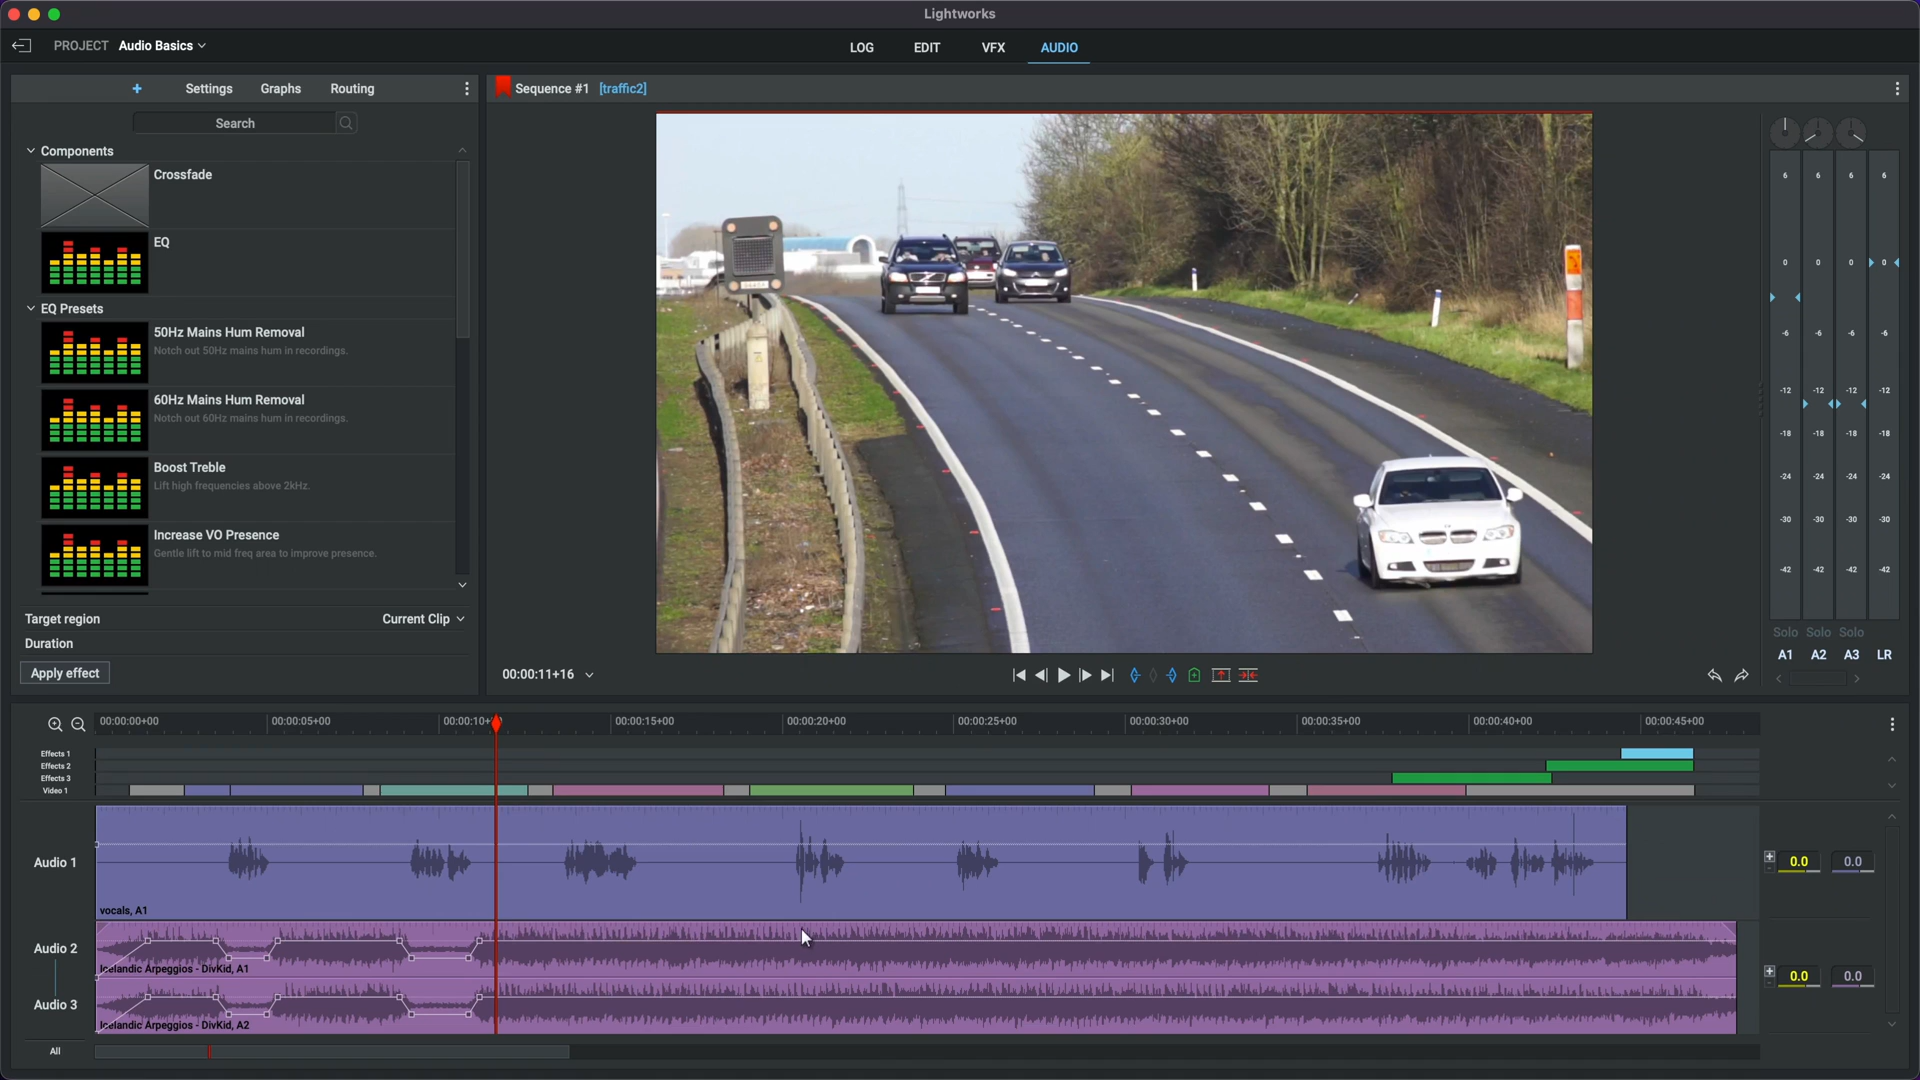 Lightworks
PROJECT Audio Basics
LOG EDIT VFX AUDIO
+ Settings Graphs Routing
Sequence #1 [traffic2]
Search
Components
Crossfade
EQ
EQ Presets
50Hz Mains Hum Removal
Notch out 50Hz mains hum in recordings.
60Hz Mains Hum Removal
Notch out 60Hz mains hum in recordings.
Boost Treble
Lift high frequencies above 2kHz.
Increase VO Presence
Gentle lift to mid freq area to improve presence.
Target region Current Clip
Duration
Apply effect
00:00:11+16
6 6 6 6
0 0 0 0
-6 -6 -6 -6
-12 -12 -12 -12
-18 -18 -18 -18
-24 -24 -24 -24
-30 -30 -30 -30
-42 -42 -42 -42
Solo Solo Solo
A1 A2 A3 LR
00:00:00+00 00:00:05+00 00:00:10+ 00:00:15+00 00:00:20+00 00:00:25+00 00:00:30+00 00:00:35+00 00:00:40+00 00:00:45+00
Effects 1
Effects 2
Effects 3
Video 1
Audio 1
0.0 0.0
vocals, A1
Audio 2
Icelandic Arpeggios - DivKid, A1
0.0 0.0
Audio 3
Icelandic Arpeggios - DivKid, A2
All